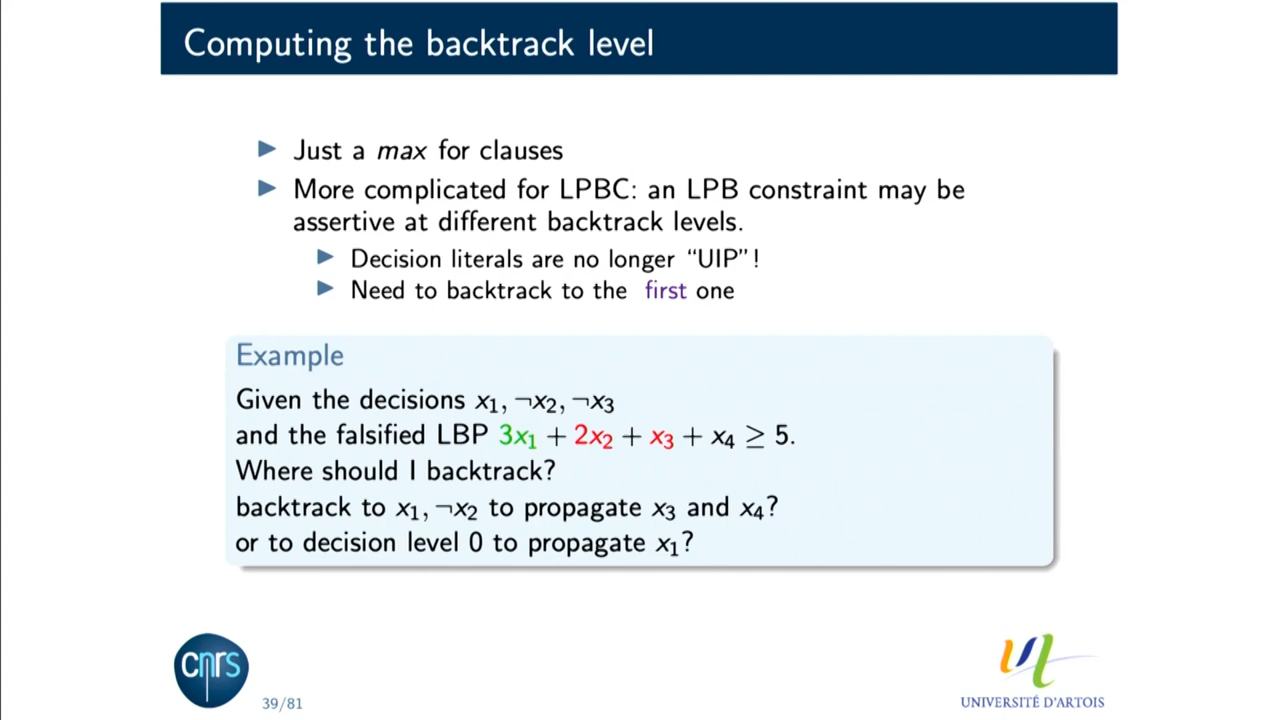 Computing the backtrack level
▶ Just a max for clauses
▶ More complicated for LPBC: an LPB constraint may be
assertive at different backtrack levels.
▶ Decision literals are no longer “UIP”!
▶ Need to backtrack to the first one
Example
Given the decisions x₁, ¬x₂, ¬x₃
and the falsified LBP 3x₁ + 2x₂ + x₃ + x₄ ≥ 5.
Where should I backtrack?
backtrack to x₁, ¬x₂ to propagate x₃ and x₄?
or to decision level 0 to propagate x₁?
cnrs
39/81
UNIVERSITÉ D'ARTOIS